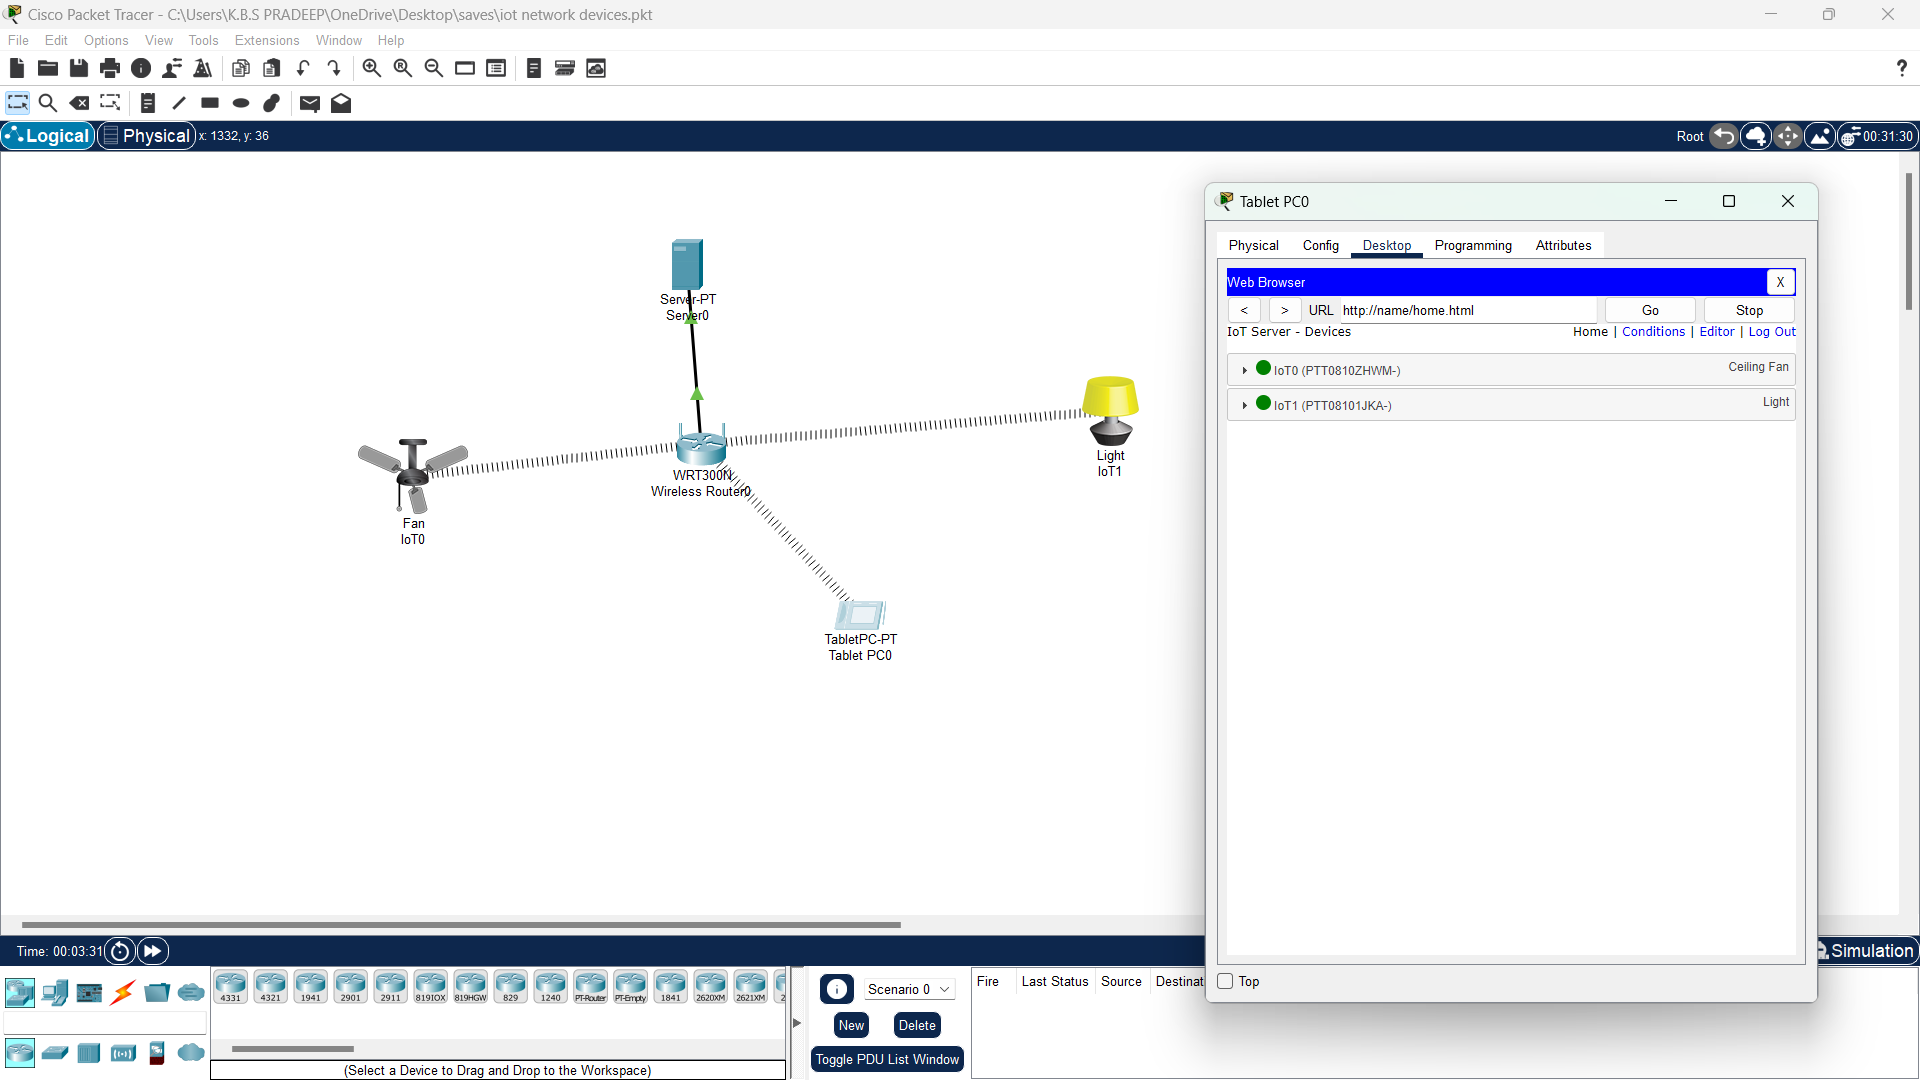 Cisco Packet Tracer - C:\Users\K.B.S PRADEEP\OneDrive\Desktop\saves\iot network devices.pkt
File Edit Options View Tools Extensions Window Help
?
Logical Physical x: 1332, y: 36 Root 00:31:30
Server-PT
Server0
WRT300N
Wireless Router0
Fan
IoT0
Light
IoT1
TabletPC-PT
Tablet PC0
Tablet PC0
Physical Config Desktop Programming Attributes
Web Browser X
< > URL http://name/home.html Go Stop
IoT Server - Devices Home | Conditions | Editor | Log Out
IoT0 (PTT0810ZHWM-) Ceiling Fan
IoT1 (PTT08101JKA-) Light
Top
Time: 00:03:31 Simulation
4331 4321 1941 2901 2911 819IOX 819HGW 829 1240 PT-Router PT-Empty 1841 2620XM 2621XM 2
(Select a Device to Drag and Drop to the Workspace)
Scenario 0
New Delete
Toggle PDU List Window
Fire Last Status Source Destinat